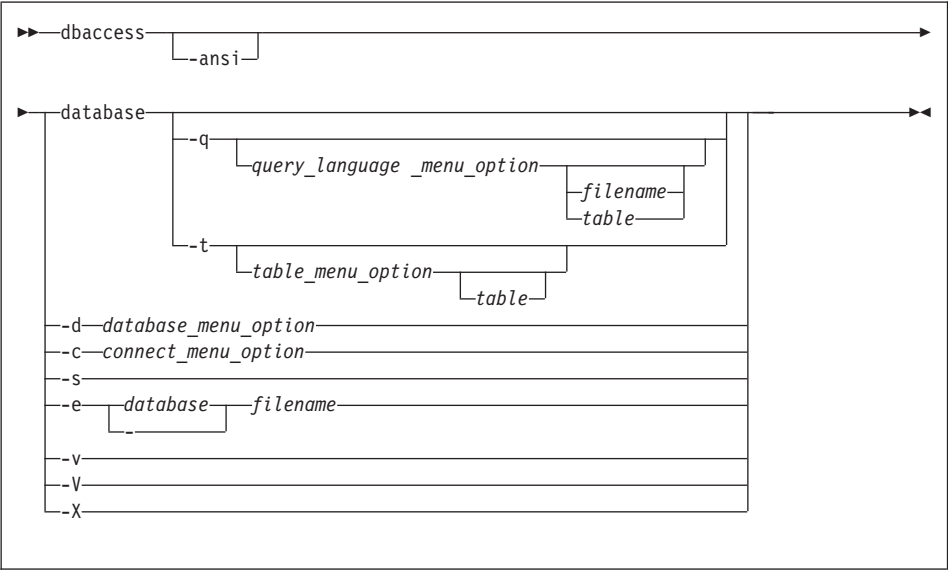 dbaccess
-ansi
database
-q
query_language _menu_option
filename
table
-t
table_menu_option
table
-d database_menu_option
-c connect_menu_option
-s
-e database filename
-
-v
-V
-X